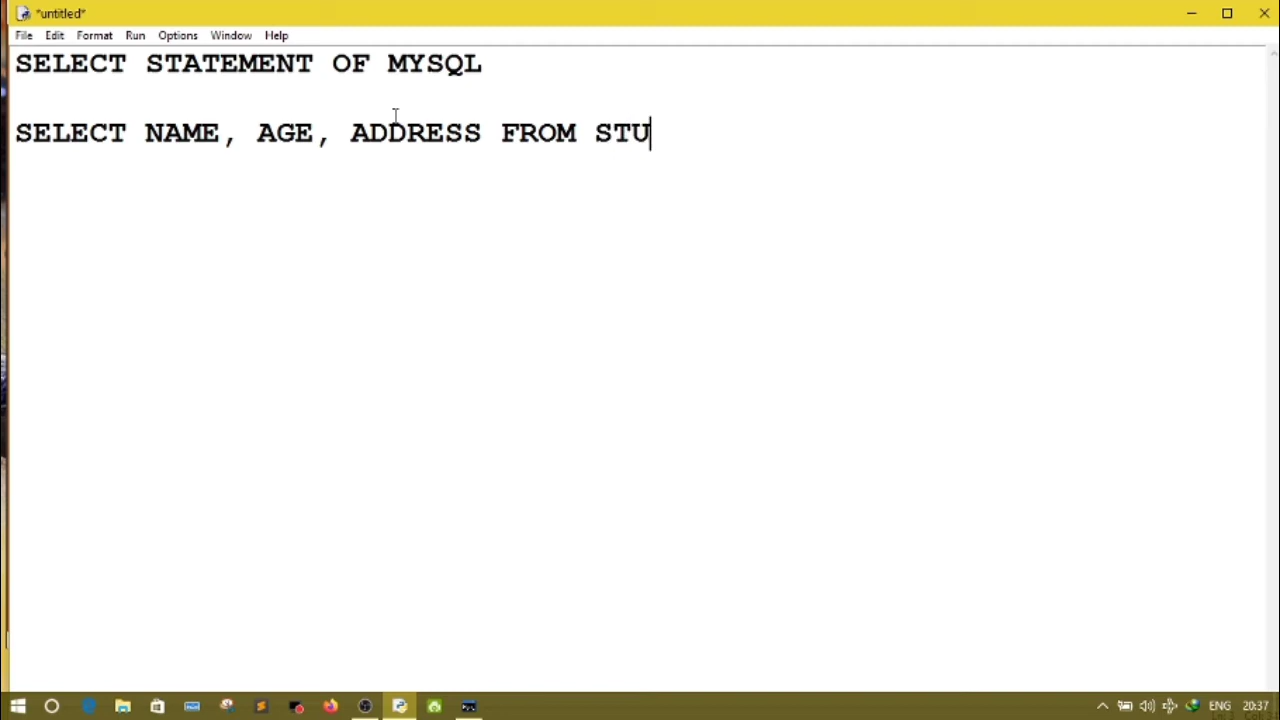 *untitled*
File Edit Format Run Options Window Help
SELECT STATEMENT OF MYSQL
SELECT NAME, AGE, ADDRESS FROM STU
ENG 20:37